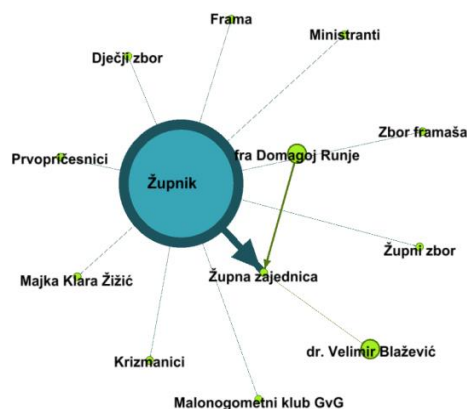 Frama
Ministranti
Dječji zbor
Zbor framaša
fra Domagoj Runje
Prvopričesnici
Župnik
Župni zbor
Župna zajednica
Majka Klara Žižić
dr. Velimir Blažević
Krizmanici
Malonogometni klub GvG